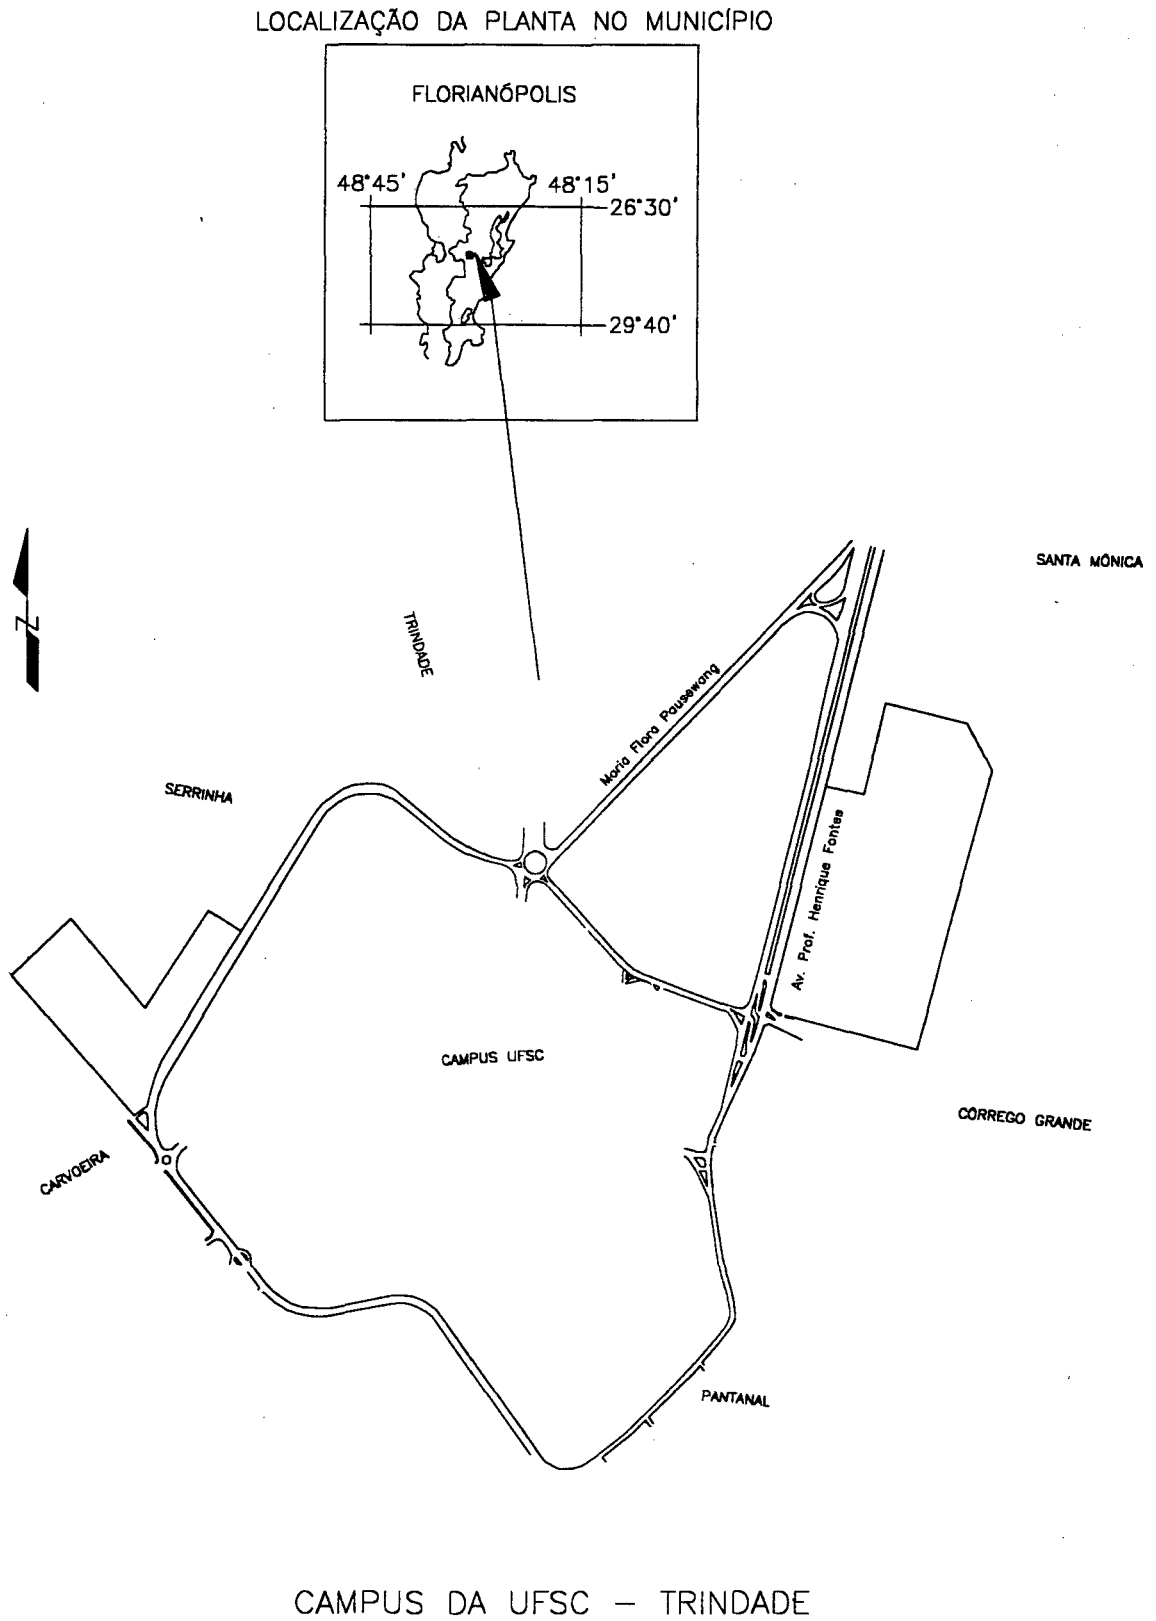 LOCALIZAÇÃO DA PLANTA NO MUNICÍPIO
FLORIANÓPOLIS
48°45'
48°15'
26°30'
29°40'
N
SANTA MÔNICA
TRINDADE
Maria Flora Pausewang
SERRINHA
Av. Prof. Henrique Fontes
CAMPUS UFSC
CÓRREGO GRANDE
CARVOEIRA
PANTANAL
CAMPUS DA UFSC – TRINDADE